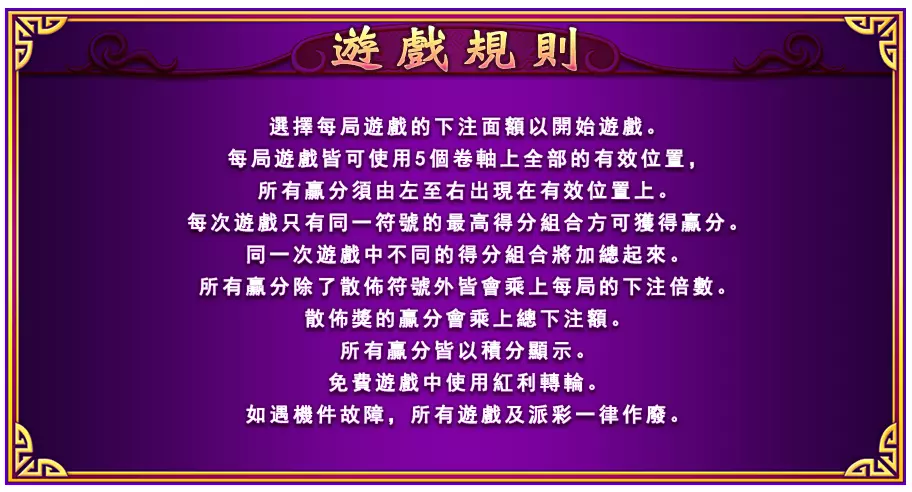 遊戲規則
選擇每局遊戲的下注面額以開始遊戲。
每局遊戲皆可使用5個卷軸上全部的有效位置，
所有贏分須由左至右出現在有效位置上。
每次遊戲只有同一符號的最高得分組合方可獲得贏分。
同一次遊戲中不同的得分組合將加總起來。
所有贏分除了散佈符號外皆會乘上每局的下注倍數。
散佈獎的贏分會乘上總下注額。
所有贏分皆以積分顯示。
免費遊戲中使用紅利轉輪。
如遇機件故障，所有遊戲及派彩一律作廢。